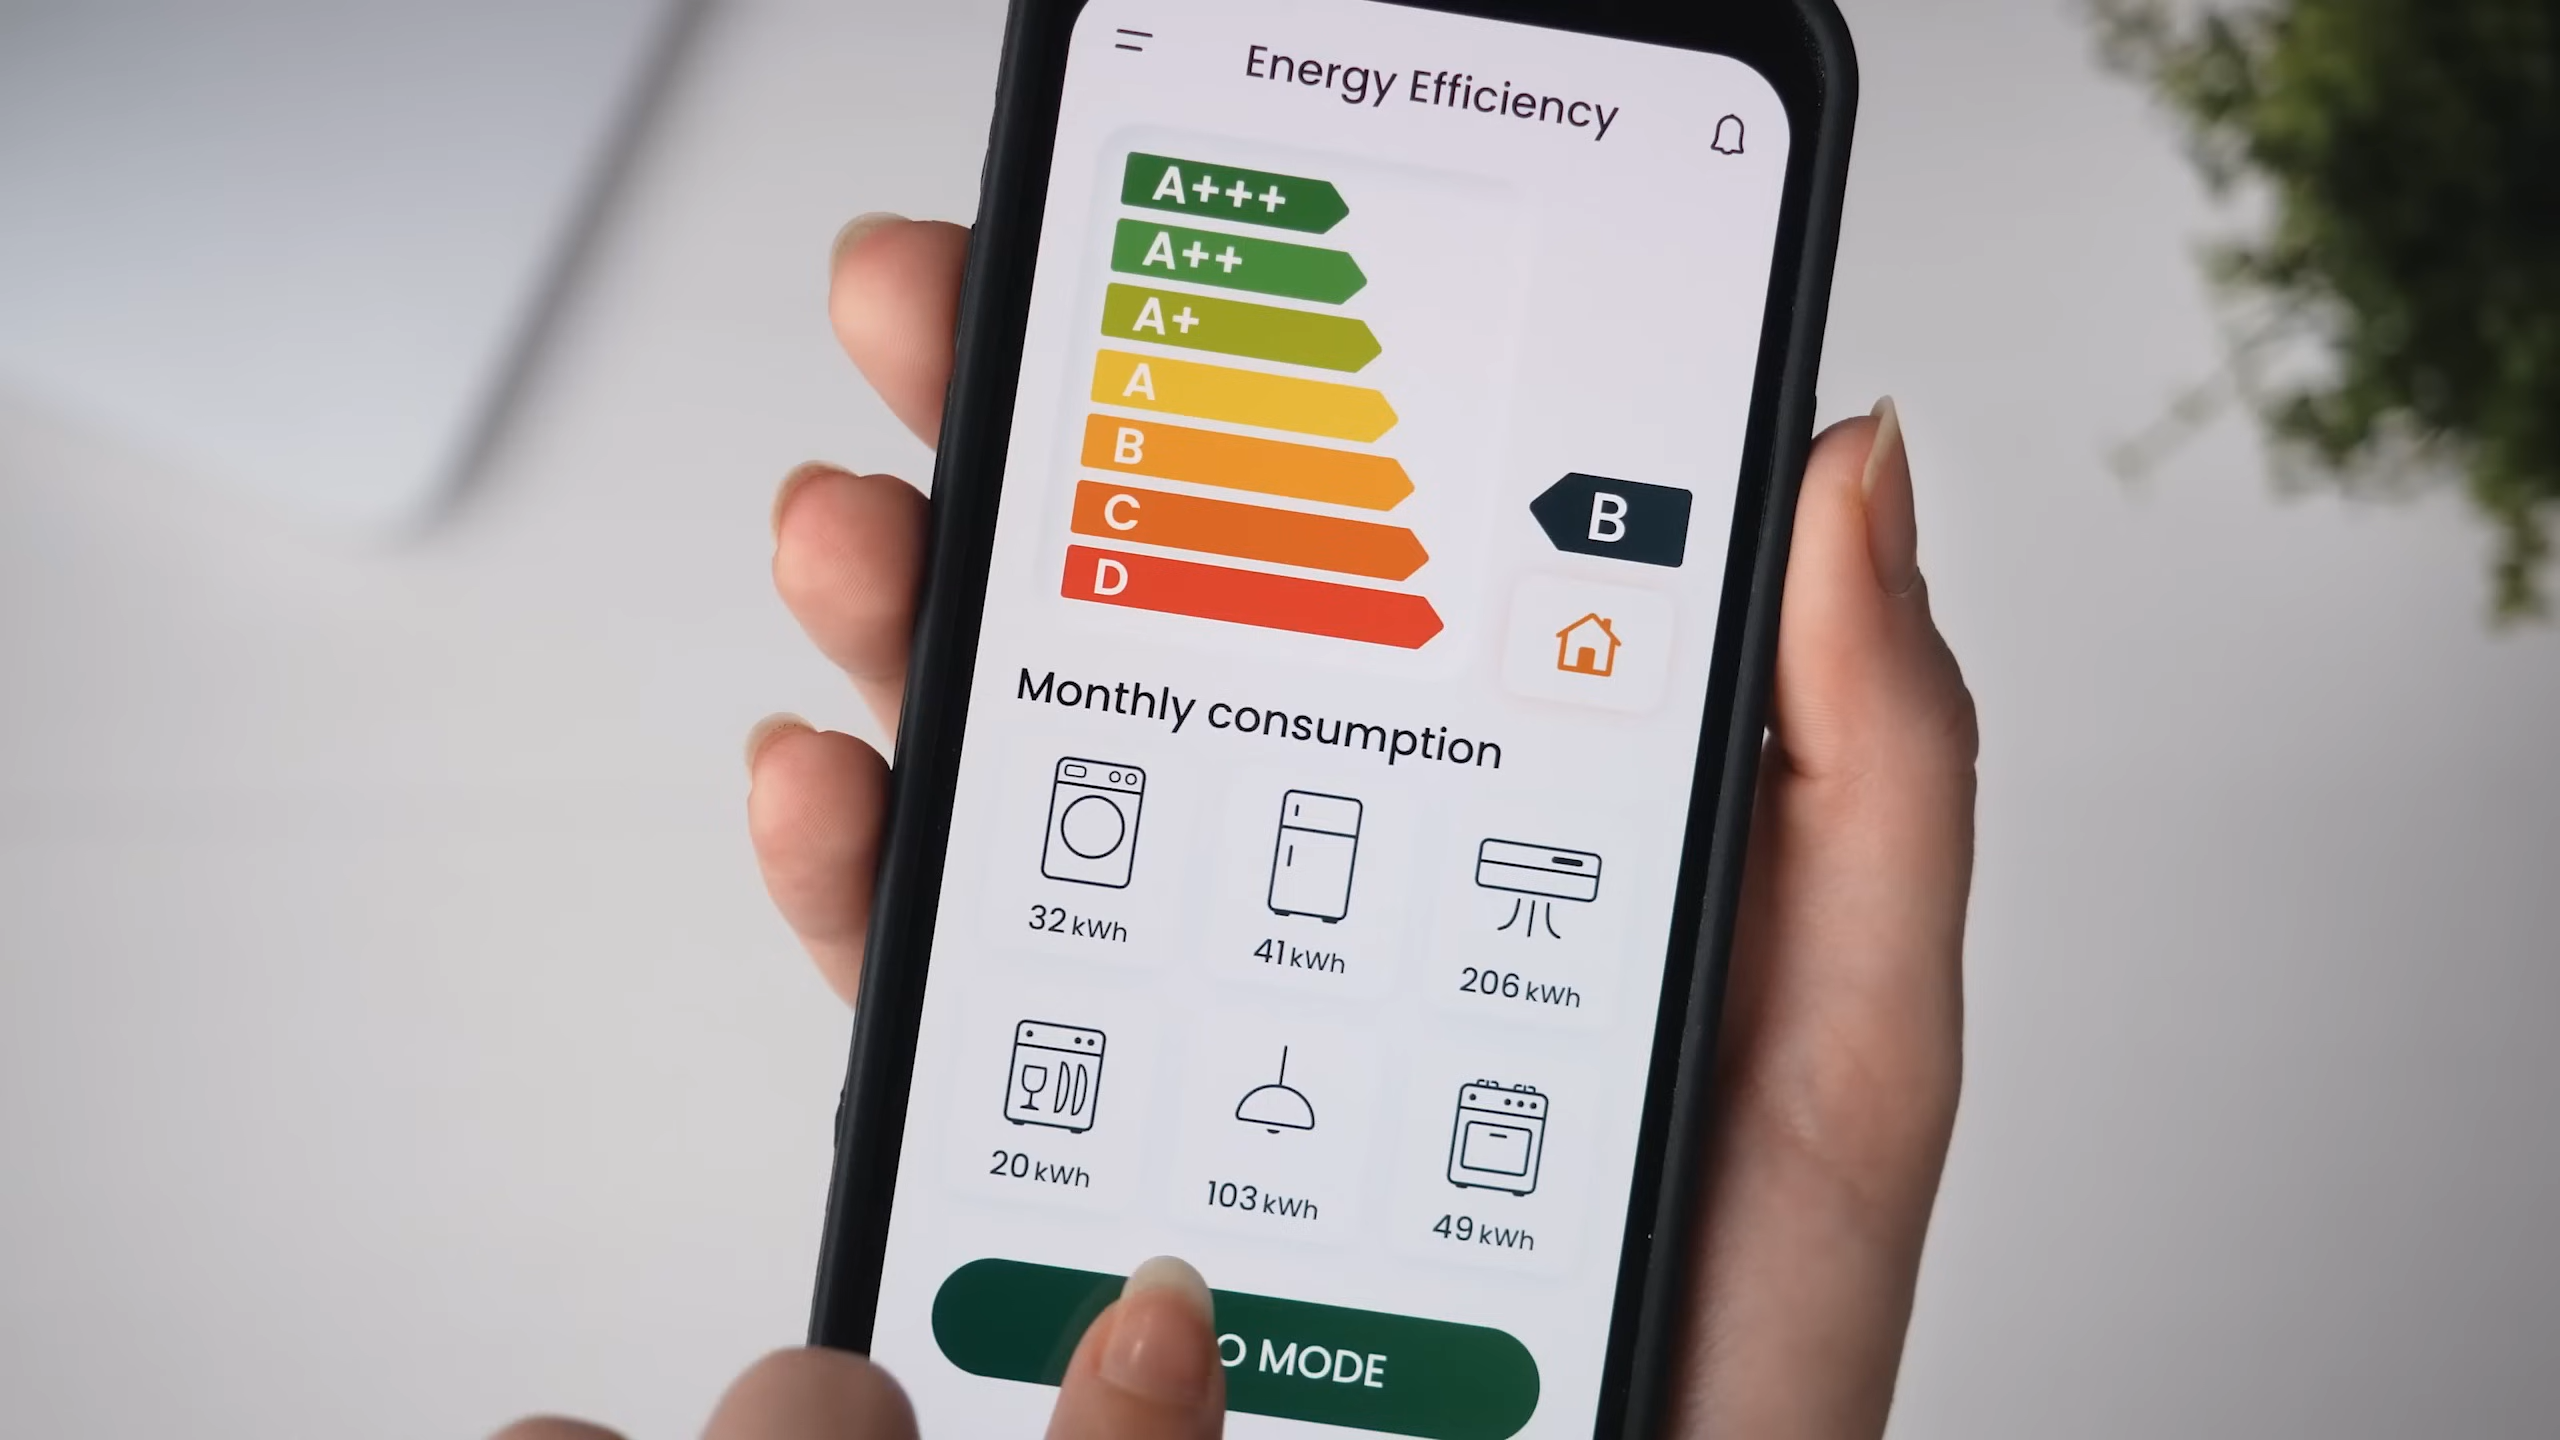 Energy Efficiency
A+++
A++
A+
A
B
B
C
D
Monthly consumption
32 kWh
41 kWh
206 kWh
20 kWh
103 kWh
49 kWh
O MODE